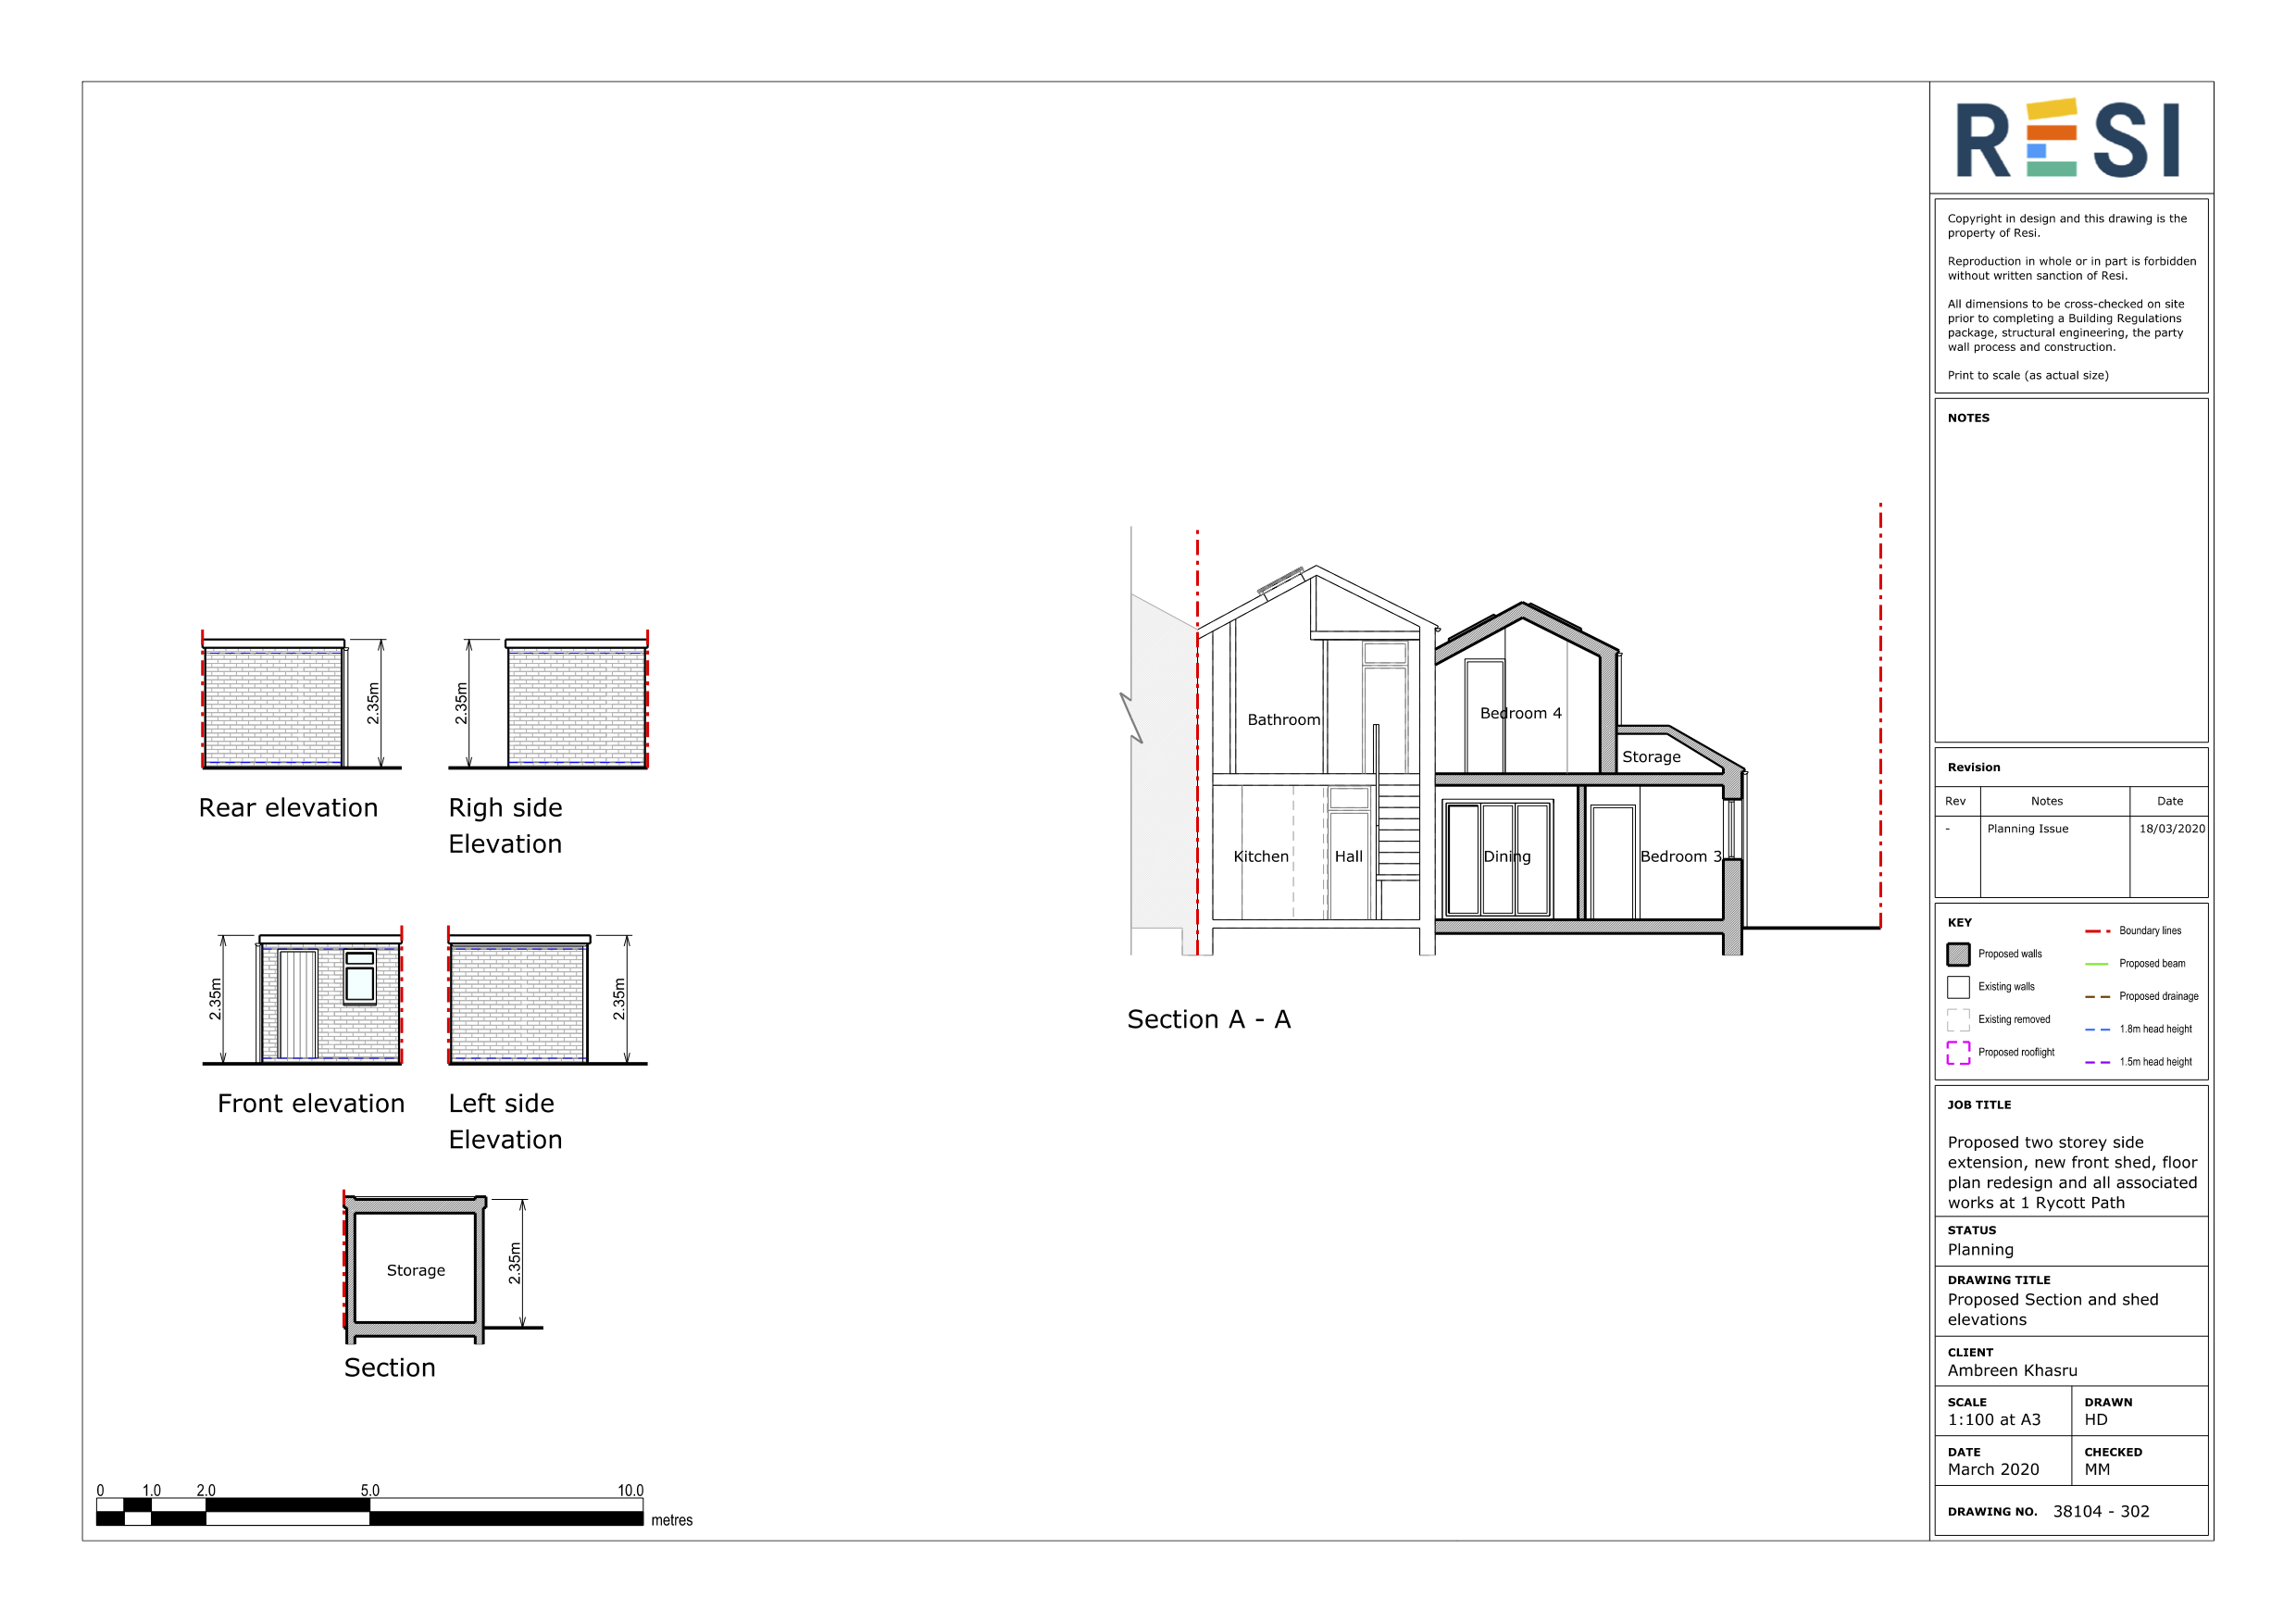 RESI
Copyright in design and this drawing is the
property of Resi.
Reproduction in whole or in part is forbidden
without written sanction of Resi.
All dimensions to be cross-checked on site
prior to completing a Building Regulations
package, structural engineering, the party
wall process and construction.
Print to scale (as actual size)
NOTES
Revision
Rev Notes Date
- Planning Issue 18/03/2020
KEY
Proposed walls
Existing walls
Existing removed
Proposed rooflight
Boundary lines
Proposed beam
Proposed drainage
1.8m head height
1.5m head height
JOB TITLE
Proposed two storey side
extension, new front shed, floor
plan redesign and all associated
works at 1 Rycott Path
STATUS
Planning
DRAWING TITLE
Proposed Section and shed
elevations
CLIENT
Ambreen Khasru
SCALE
1:100 at A3
DRAWN
HD
DATE
March 2020
CHECKED
MM
DRAWING NO. 38104 - 302
2.35m
Rear elevation
2.35m
Righ side
Elevation
2.35m
Front elevation
2.35m
Left side
Elevation
Storage
2.35m
Section
Bathroom
Bedroom 4
Storage
Kitchen
Hall
Dining
Bedroom 3
Section A - A
0 1.0 2.0 5.0 10.0
metres